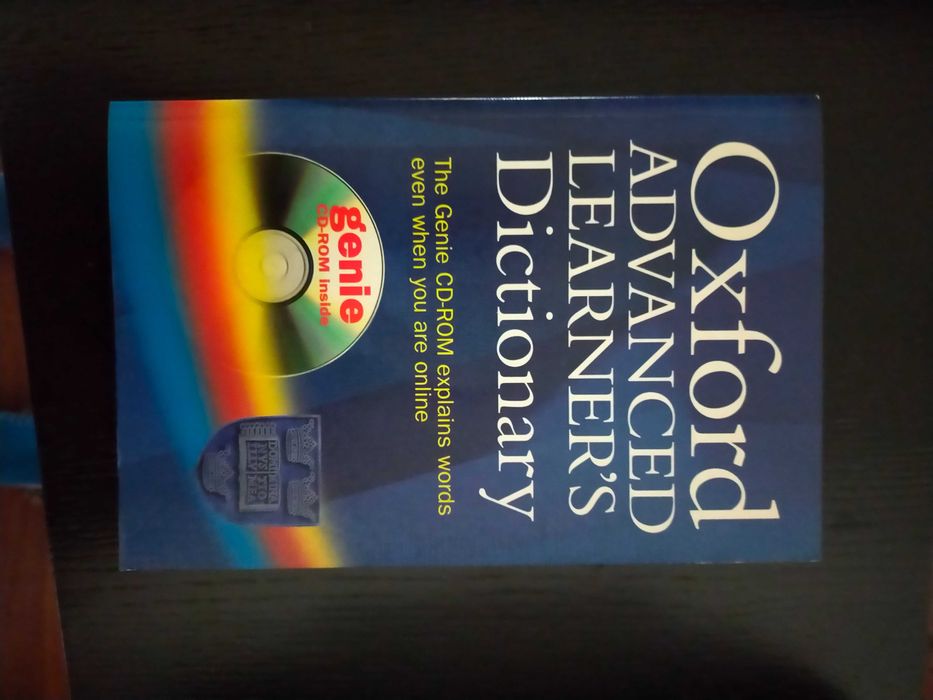 Oxford
ADVANCED
LEARNER'S
Dictionary
The Genie CD-ROM explains words
even when you are online
genie
CD-ROM inside